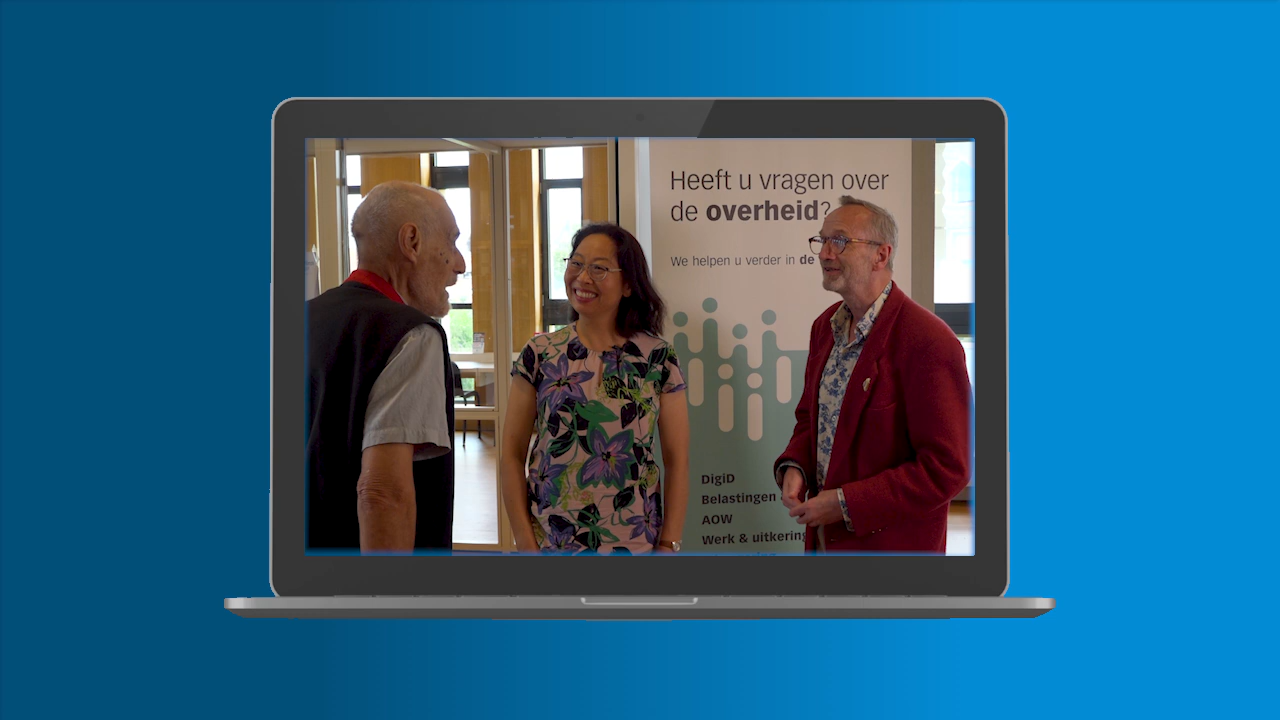 Heeft u vragen over
de overheid?
We helpen u verder in de
DigiD
Belastingen
AOW
Werk & uitkering